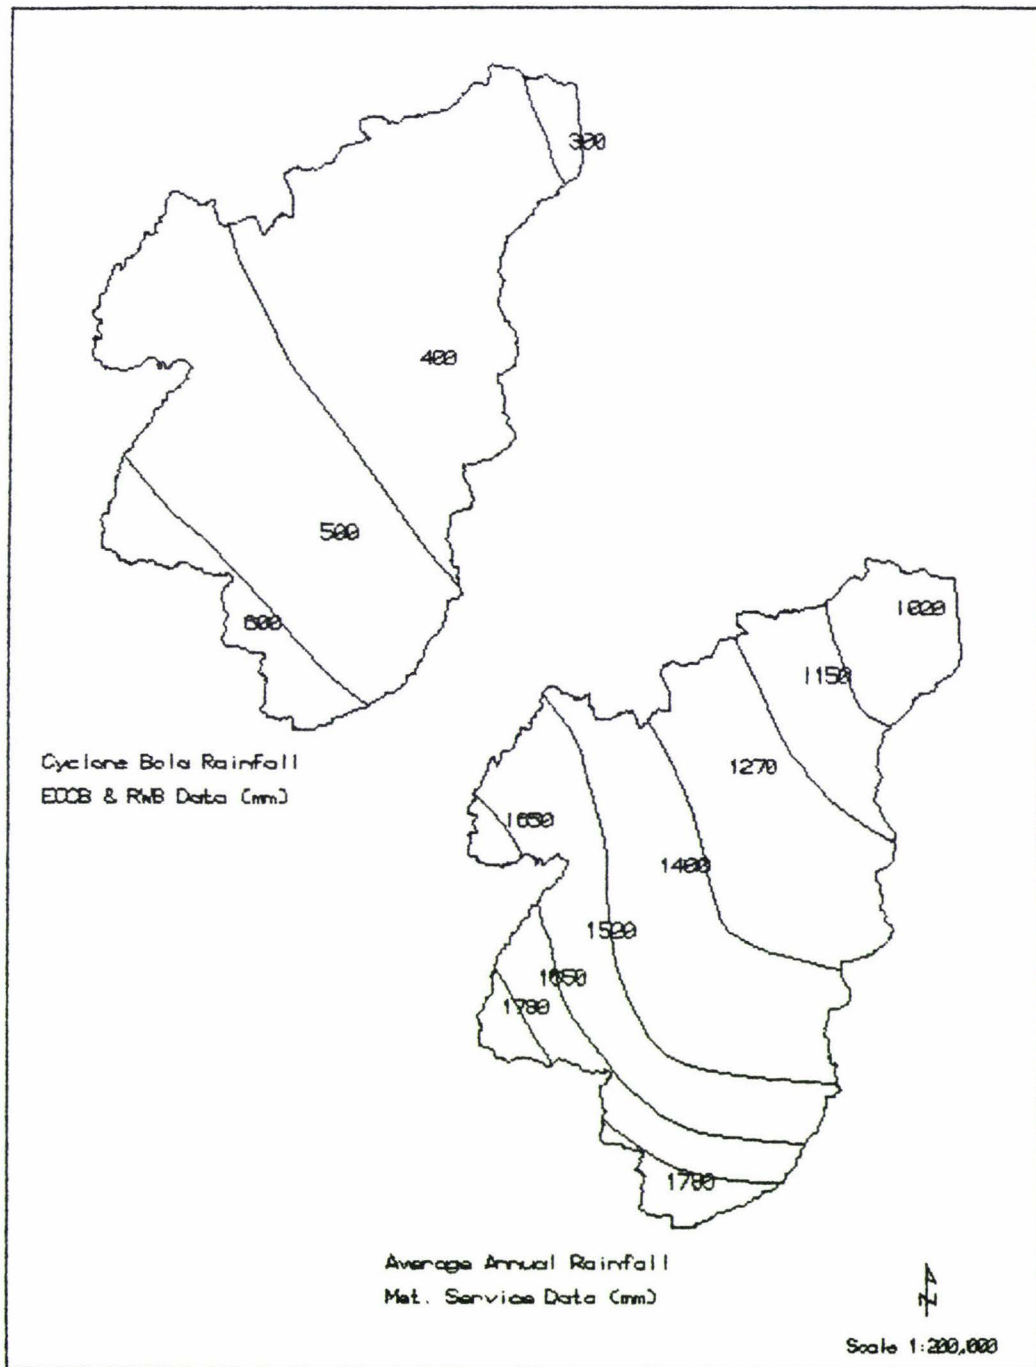 300
400
500
600
Cyclone Bola Rainfall
ECCB & RWB Data (mm)
1020
1150
1270
1650
1400
1520
1650
1780
1780
Average Annual Rainfall
Met. Service Data (mm)
N
Scale 1:200,000